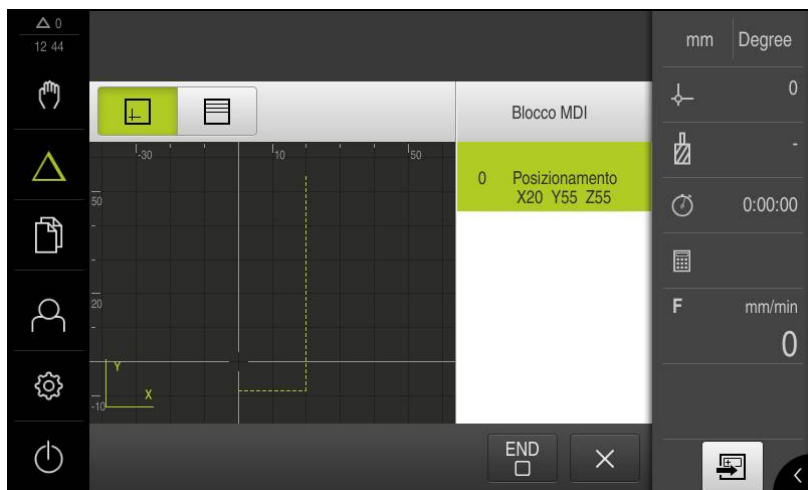 0
12 44
mm Degree
0
Blocco MDI
-
-30 10 50
0 Posizionamento
X20 Y55 Z55
50
0:00:00
20
F mm/min
0
Y
X
-10
END